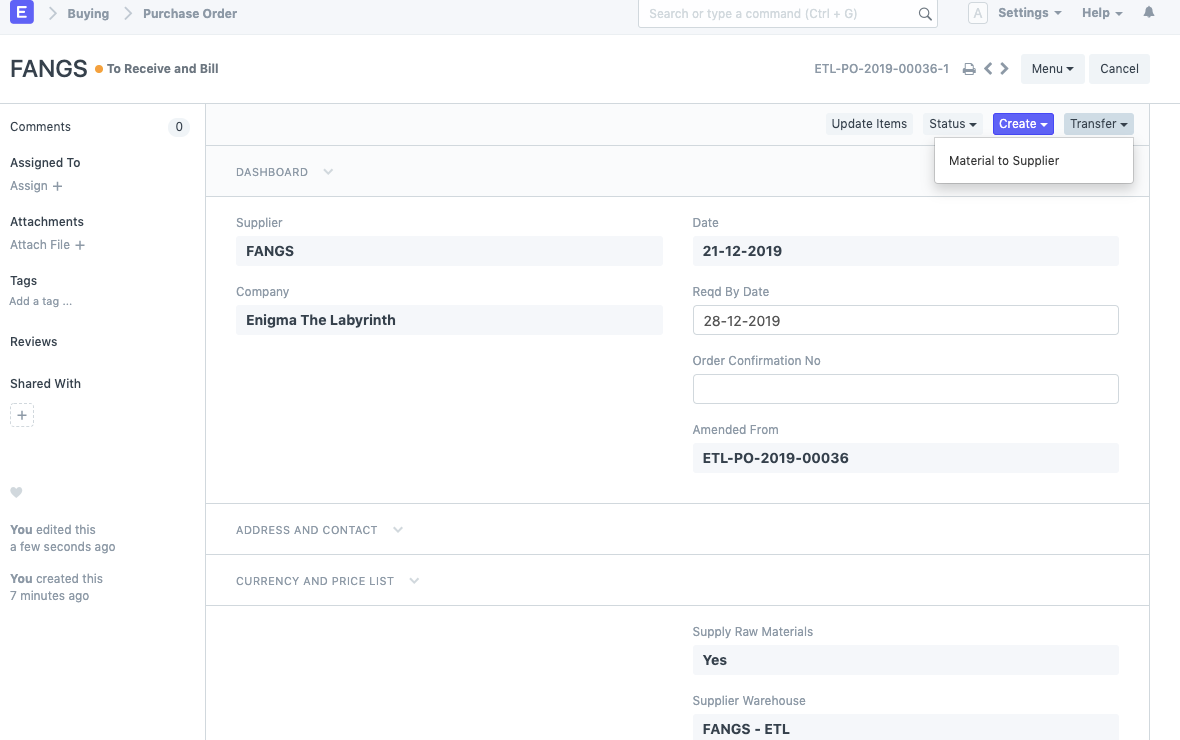 E Buying Purchase Order Search or type a command (Ctrl + G) A Settings Help
FANGS To Receive and Bill ETL-PO-2019-00036-1 Menu Cancel
Comments 0
Assigned To
Assign +
Attachments
Attach File +
Tags
Add a tag ...
Reviews
Shared With
+
You edited this
a few seconds ago
You created this
7 minutes ago
Update Items Status Create Transfer
Material to Supplier
DASHBOARD
Supplier
FANGS
Company
Enigma The Labyrinth
Date
21-12-2019
Reqd By Date
28-12-2019
Order Confirmation No
Amended From
ETL-PO-2019-00036
ADDRESS AND CONTACT
CURRENCY AND PRICE LIST
Supply Raw Materials
Yes
Supplier Warehouse
FANGS - ETL